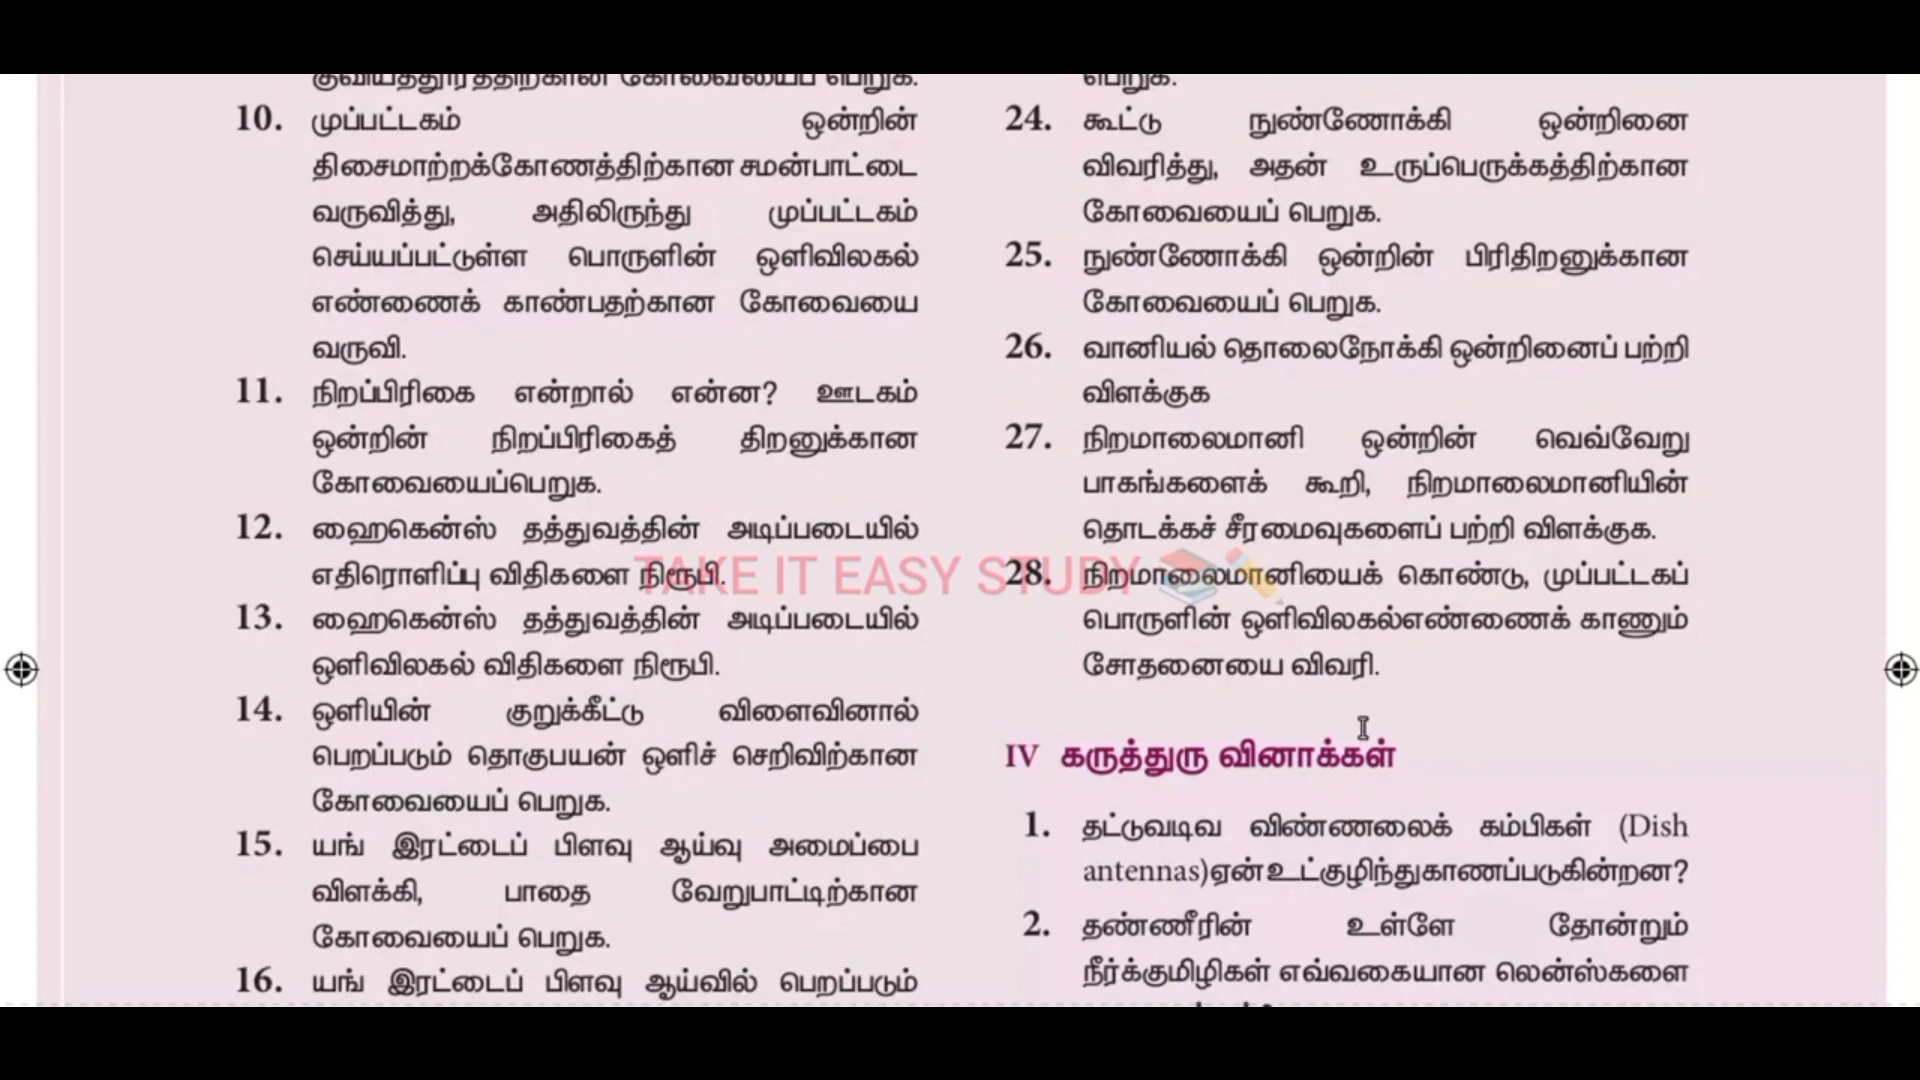 குவியத்தூரத்திற்கான கோவையைப் பெறுக.
10. முப்பட்டகம் ஒன்றின்
திசைமாற்றக்கோணத்திற்கான சமன்பாட்டை
வருவித்து, அதிலிருந்து முப்பட்டகம்
செய்யப்பட்டுள்ள பொருளின் ஒளிவிலகல்
எண்ணைக் காண்பதற்கான கோவையை
வருவி.
11. நிறப்பிரிகை என்றால் என்ன? ஊடகம்
ஒன்றின் நிறப்பிரிகைத் திறனுக்கான
கோவையைப்பெறுக.
12. ஹைகென்ஸ் தத்துவத்தின் அடிப்படையில்
எதிரொளிப்பு விதிகளை நிரூபி.
13. ஹைகென்ஸ் தத்துவத்தின் அடிப்படையில்
ஒளிவிலகல் விதிகளை நிரூபி.
14. ஒளியின் குறுக்கீட்டு விளைவினால்
பெறப்படும் தொகுபயன் ஒளிச் செறிவிற்கான
கோவையைப் பெறுக.
15. யங் இரட்டைப் பிளவு ஆய்வு அமைப்பை
விளக்கி, பாதை வேறுபாட்டிற்கான
கோவையைப் பெறுக.
16. யங் இரட்டைப் பிளவு ஆய்வில் பெறப்படும்
பெறுக.
24. கூட்டு நுண்ணோக்கி ஒன்றினை
விவரித்து, அதன் உருப்பெருக்கத்திற்கான
கோவையைப் பெறுக.
25. நுண்ணோக்கி ஒன்றின் பிரிதிறனுக்கான
கோவையைப் பெறுக.
26. வானியல் தொலைநோக்கி ஒன்றினைப் பற்றி
விளக்குக
27. நிறமாலைமானி ஒன்றின் வெவ்வேறு
பாகங்களைக் கூறி, நிறமாலைமானியின்
தொடக்கச் சீரமைவுகளைப் பற்றி விளக்குக.
28. நிறமாலைமானியைக் கொண்டு, முப்பட்டகப்
பொருளின் ஒளிவிலகல்எண்ணைக் காணும்
சோதனையை விவரி.
IV கருத்துரு வினாக்கள்
1. தட்டுவடிவ விண்ணலைக் கம்பிகள் (Dish
antennas)ஏன்உட்குழிந்துகாணப்படுகின்றன?
2. தண்ணீரின் உள்ளே தோன்றும்
நீர்க்குமிழிகள் எவ்வகையான லென்ஸ்களை
TAKE IT EASY STUDY